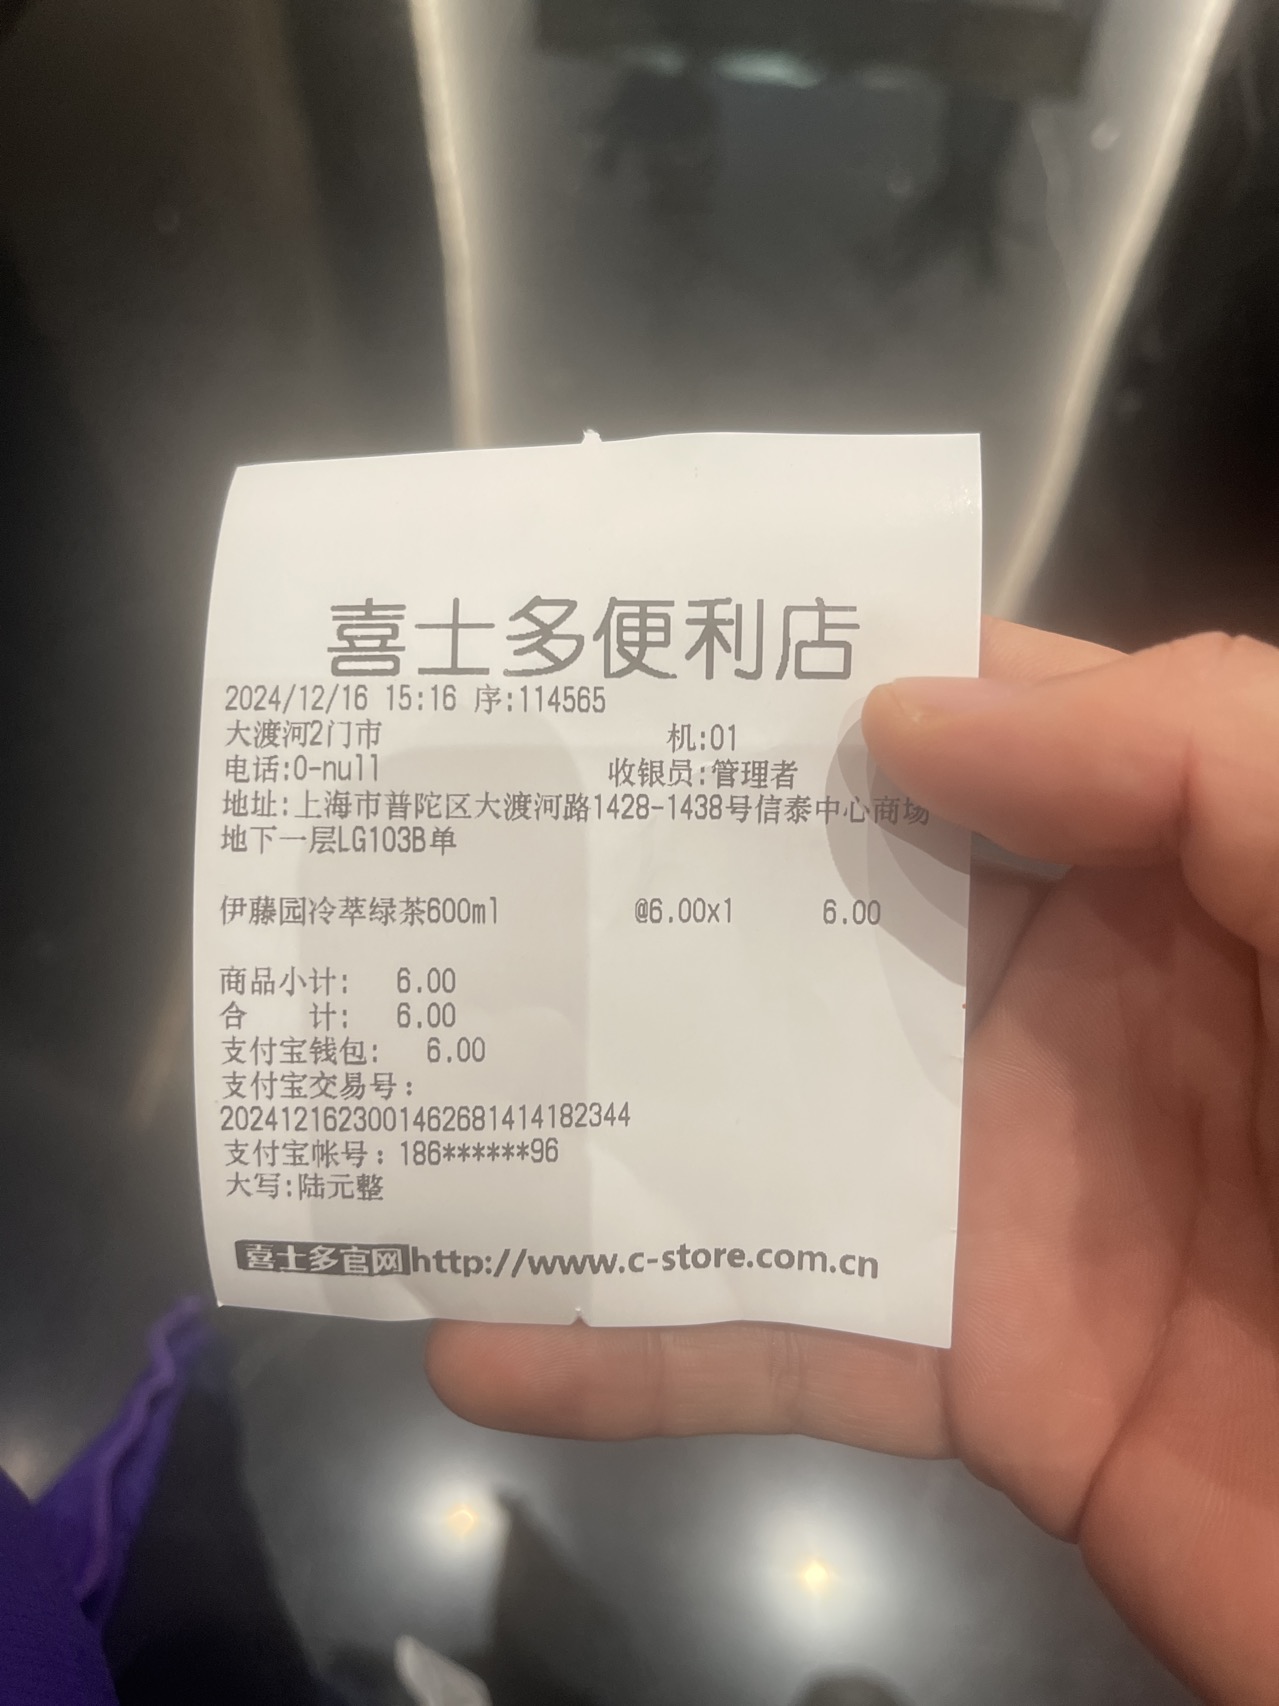 喜士多便利店
2024/12/16 15:16 序:114565
大渡河2门市 机:01
电话:0-null 收银员:管理者
地址:上海市普陀区大渡河路1428-1438号信泰中心商场
地下一层LG103B单
伊藤园冷萃绿茶600ml @6.00x1 6.00
商品小计: 6.00
合 计: 6.00
支付宝钱包: 6.00
支付宝交易号:
2024121623001462681414182344
支付宝帐号:186******96
大写:陆元整
喜士多官网http://www.c-store.com.cn